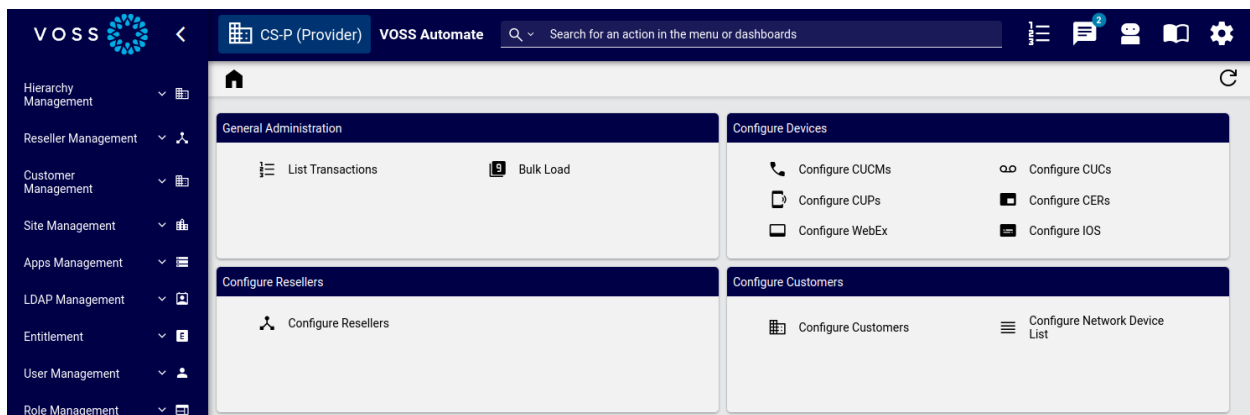 VOSS
CS-P (Provider)
VOSS Automate
Search for an action in the menu or dashboards
2
Hierarchy
Management
Reseller Management
Customer
Management
Site Management
Apps Management
LDAP Management
Entitlement
E
User Management
Role Management
General Administration
List Transactions
9
Bulk Load
Configure Devices
Configure CUCMs
Configure CUCs
Configure CUPs
Configure CERs
Configure WebEx
Configure IOS
Configure Resellers
Configure Resellers
Configure Customers
Configure Customers
Configure Network Device
List